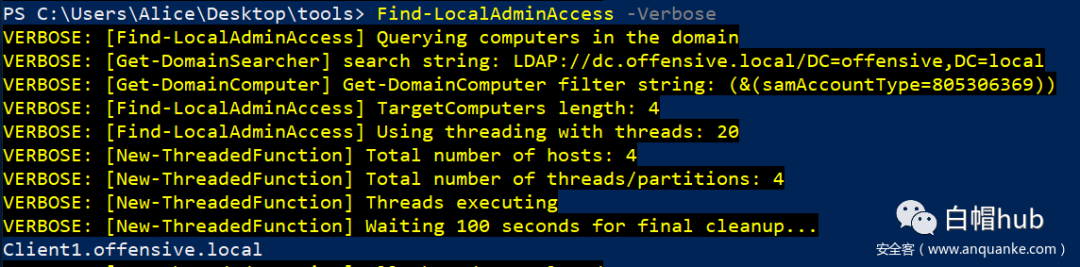 PS C:\Users\Alice\Desktop\tools> Find-LocalAdminAccess -Verbose
VERBOSE: [Find-LocalAdminAccess] Querying computers in the domain
VERBOSE: [Get-DomainSearcher] search string: LDAP://dc.offensive.local/DC=offensive,DC=local
VERBOSE: [Get-DomainComputer] Get-DomainComputer filter string: (&(samAccountType=805306369))
VERBOSE: [Find-LocalAdminAccess] TargetComputers length: 4
VERBOSE: [Find-LocalAdminAccess] Using threading with threads: 20
VERBOSE: [New-ThreadedFunction] Total number of hosts: 4
VERBOSE: [New-ThreadedFunction] Total number of threads/partitions: 4
VERBOSE: [New-ThreadedFunction] Threads executing
VERBOSE: [New-ThreadedFunction] Waiting 100 seconds for final cleanup...
Client1.offensive.local
白帽hub
安全客（www.anquanke.com）